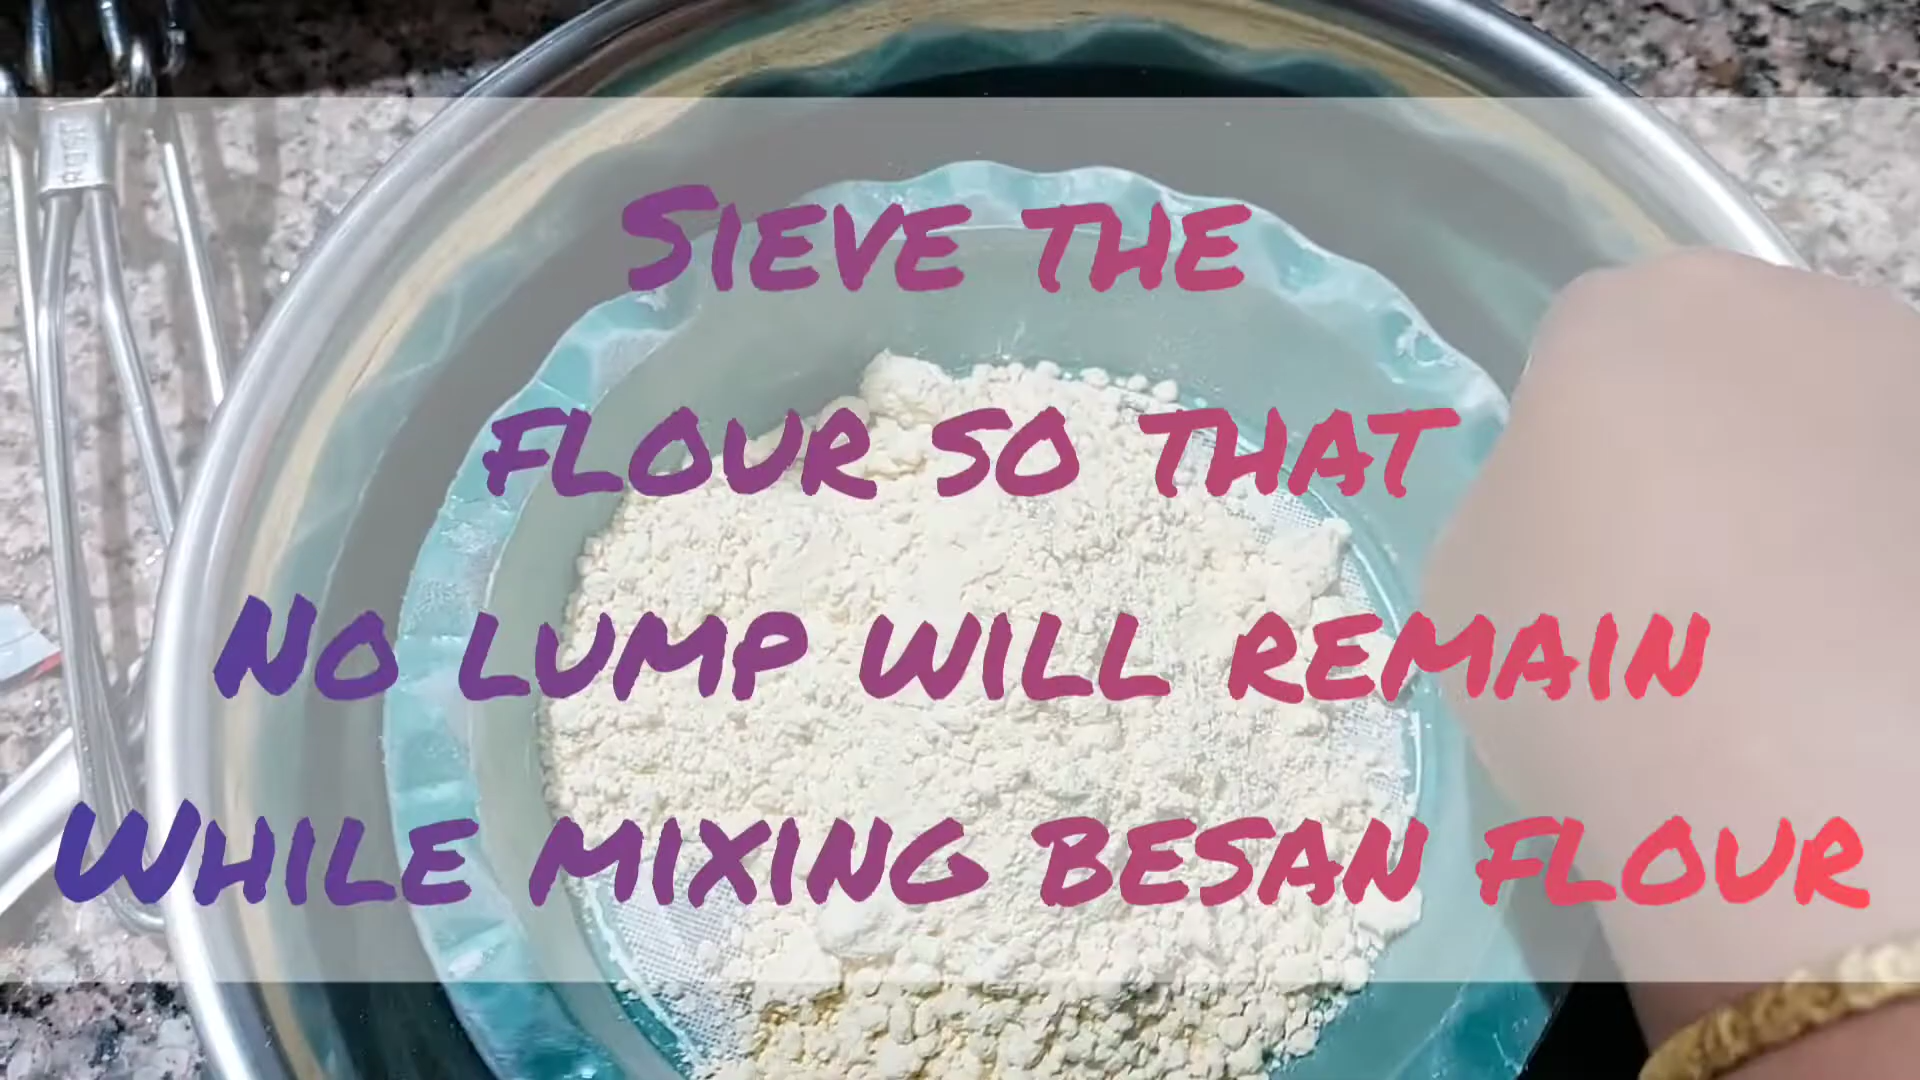 Sieve the
flour so that
No lump will remain
While mixing besan flour